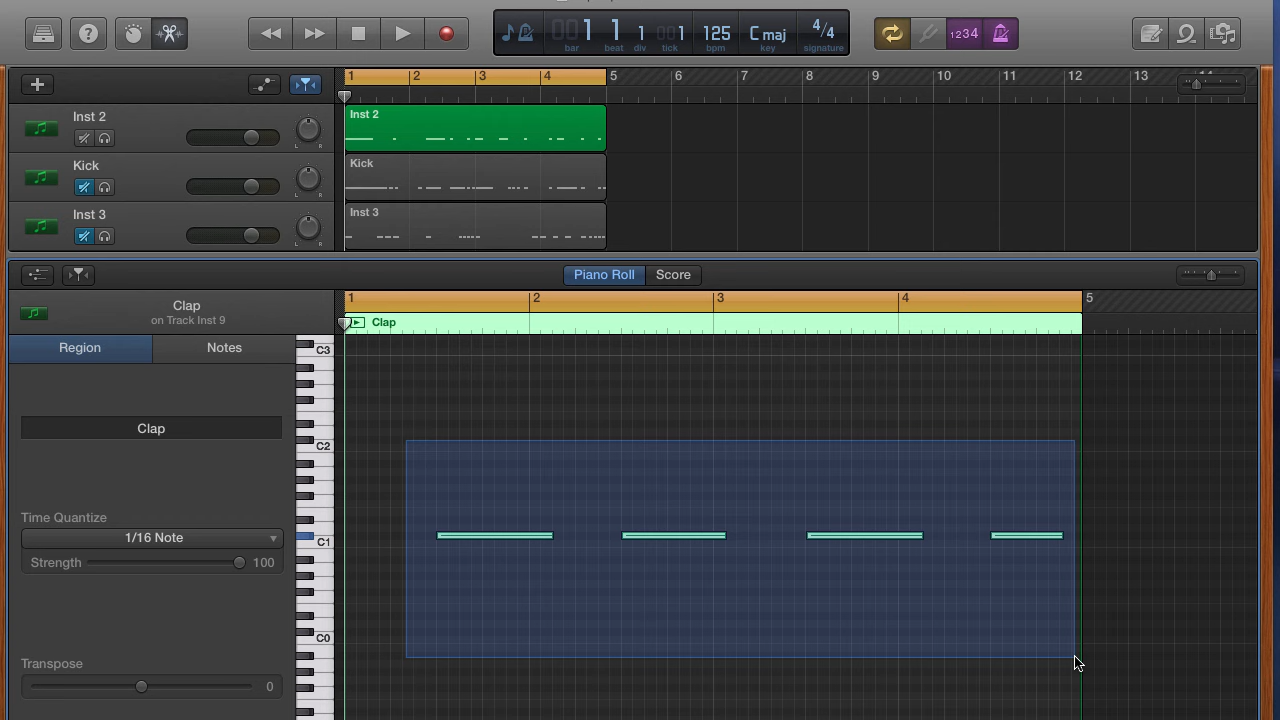 1 1 1 1 125 C maj 4/4
bar beat div tick bpm key signature
1234
1 2 3 4 5 6 7 8 9 10 11 12 13
Inst 2
L R
Inst 2
Kick
L R
Kick
Inst 3
L R
Inst 3
Piano Roll Score
1 2 3 4 5
Clap
on Track Inst 9
Clap
Region Notes
C3
Clap
C2
Time Quantize
1/16 Note
C1
Strength 100
C0
Transpose
0